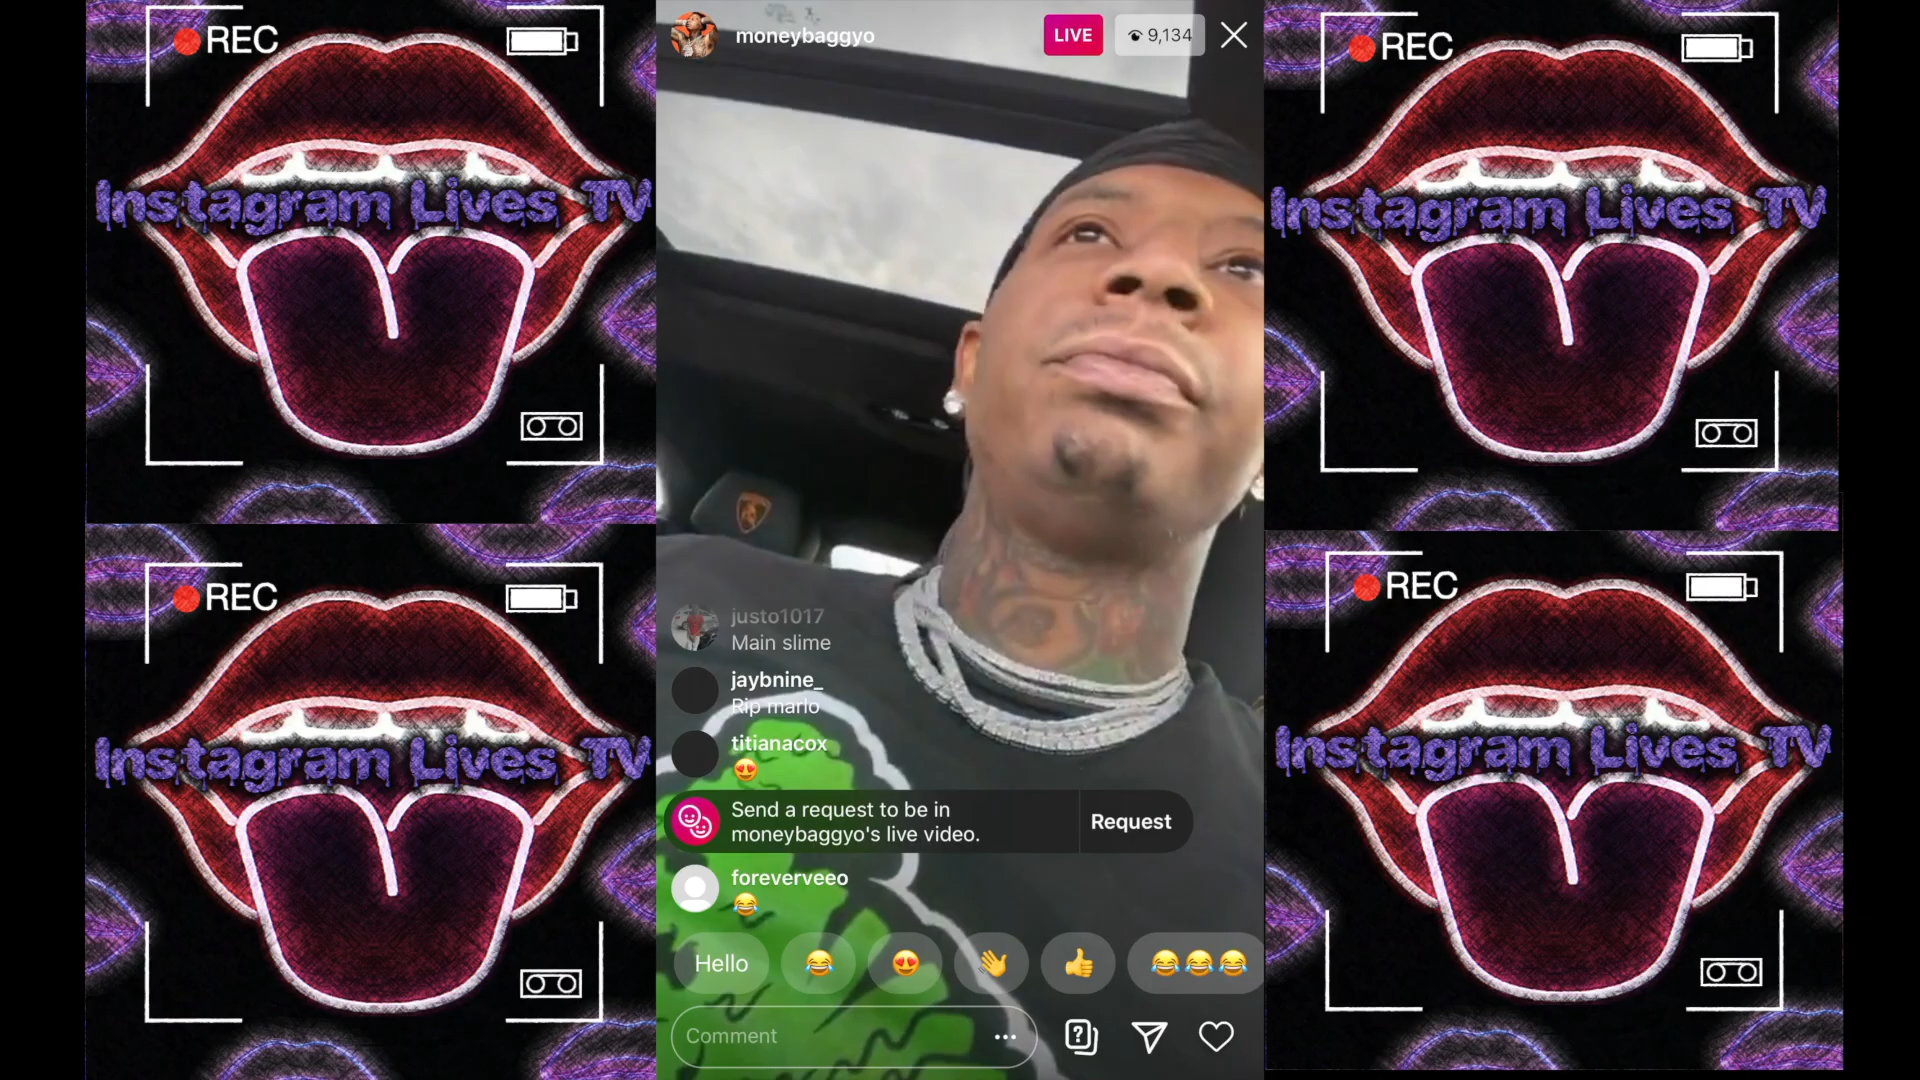 REC
Instagram Lives TV
REC
Instagram Lives TV
moneybaggyo
LIVE
9,134
justo1017
Main slime
jaybnine_
Rip marlo
titianacox
😍
Send a request to be in
moneybaggyo's live video.
Request
foreverveeo
😂
Hello 😂 😍 👋 👍 😂😂😂
Comment
REC
Instagram Lives TV
REC
Instagram Lives TV